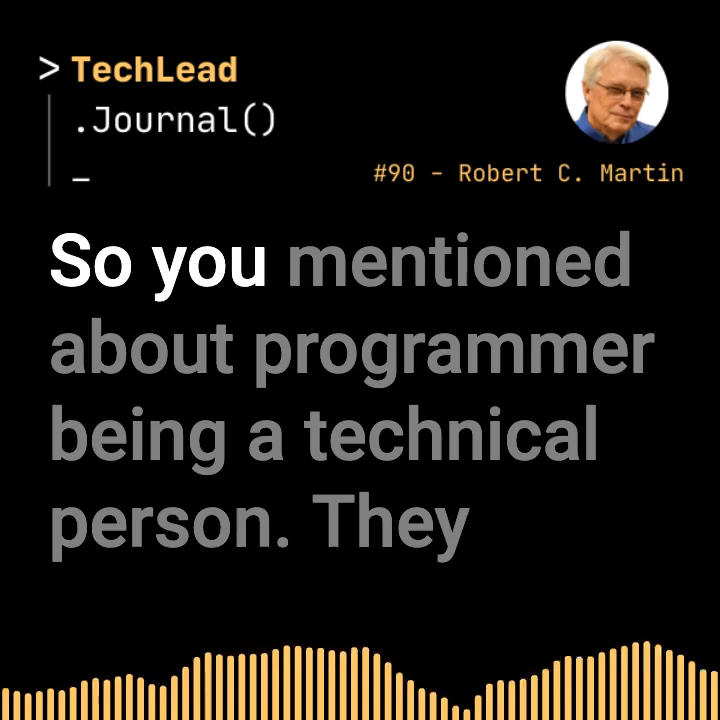 > TechLead
.Journal()
_
#90 - Robert C. Martin
So you mentioned
about programmer
being a technical
person. They